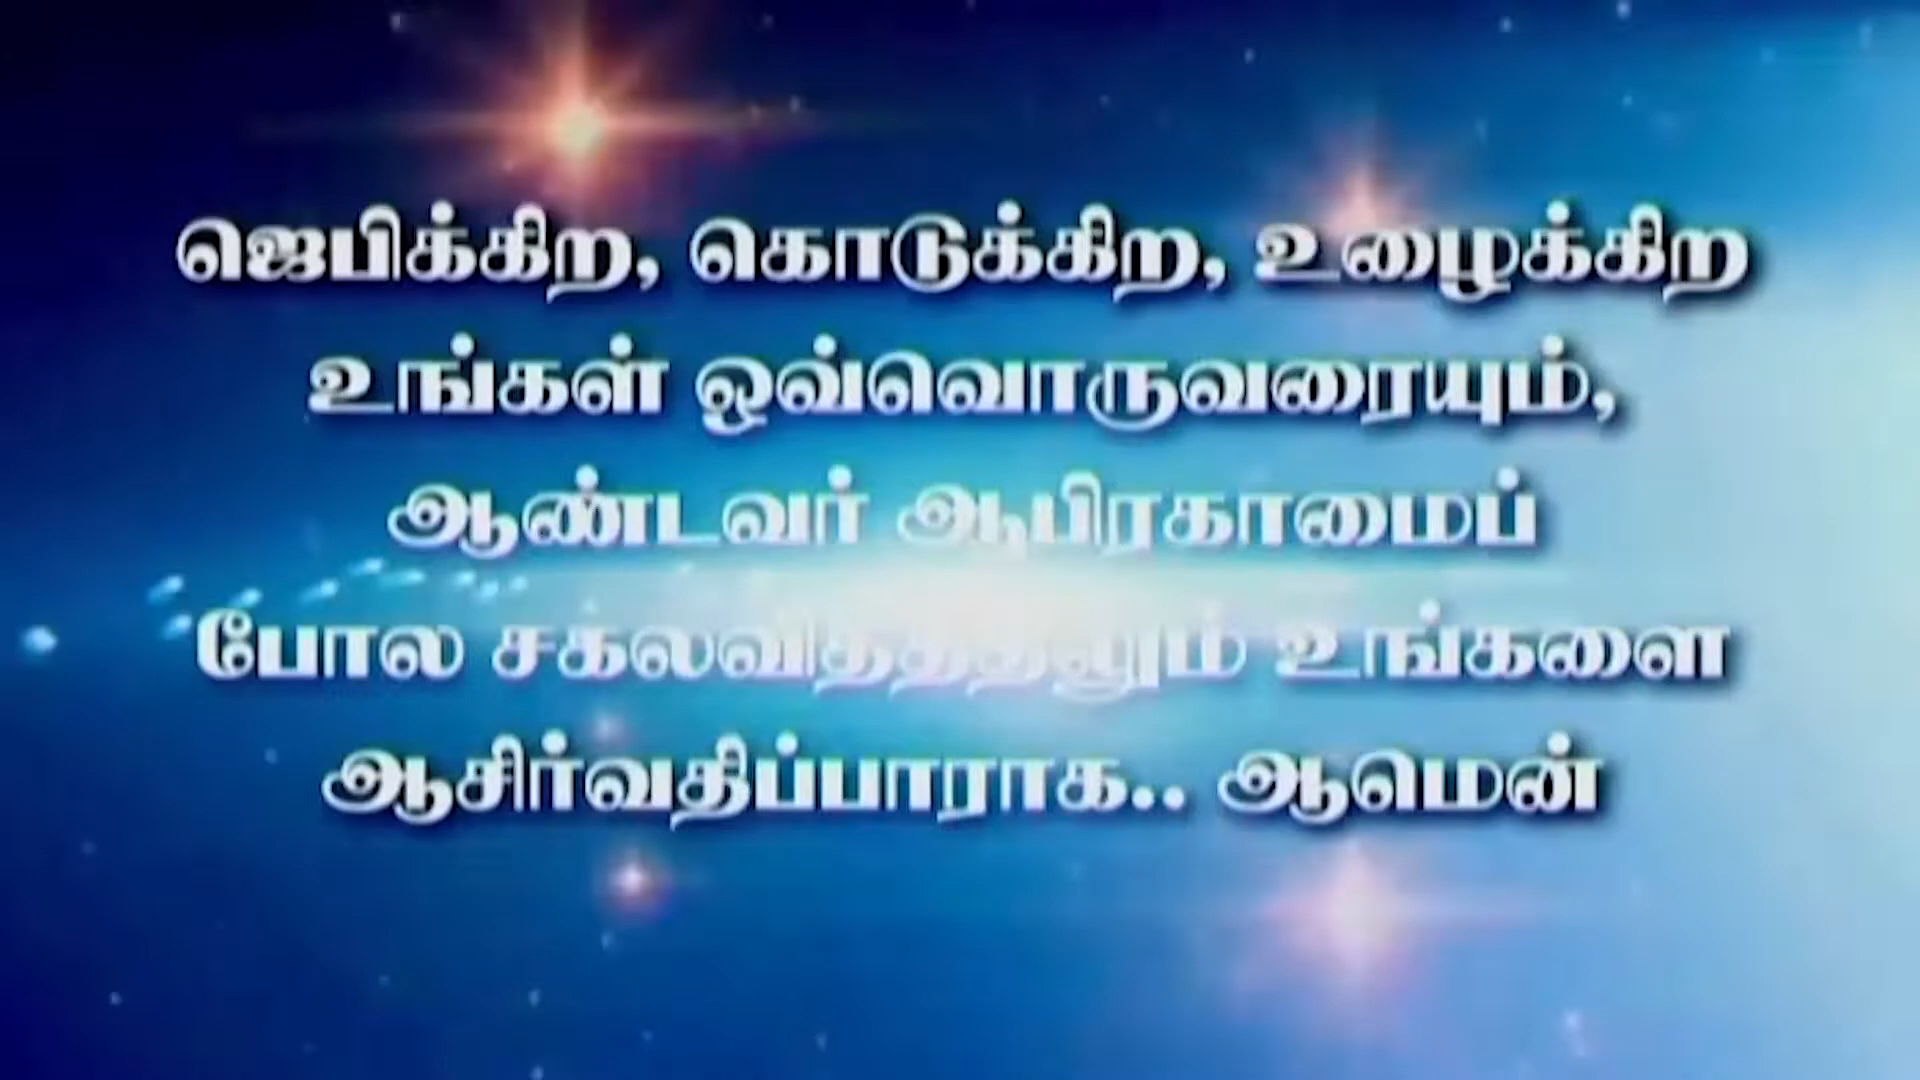 ஜெபிக்கிற, கொடுக்கிற, உழைக்கிற
உங்கள் ஒவ்வொருவரையும்,
ஆண்டவர் ஆபிரகாமைப்
போல சகலவிதத்திலும் உங்களை
ஆசிர்வதிப்பாராக.. ஆமென்